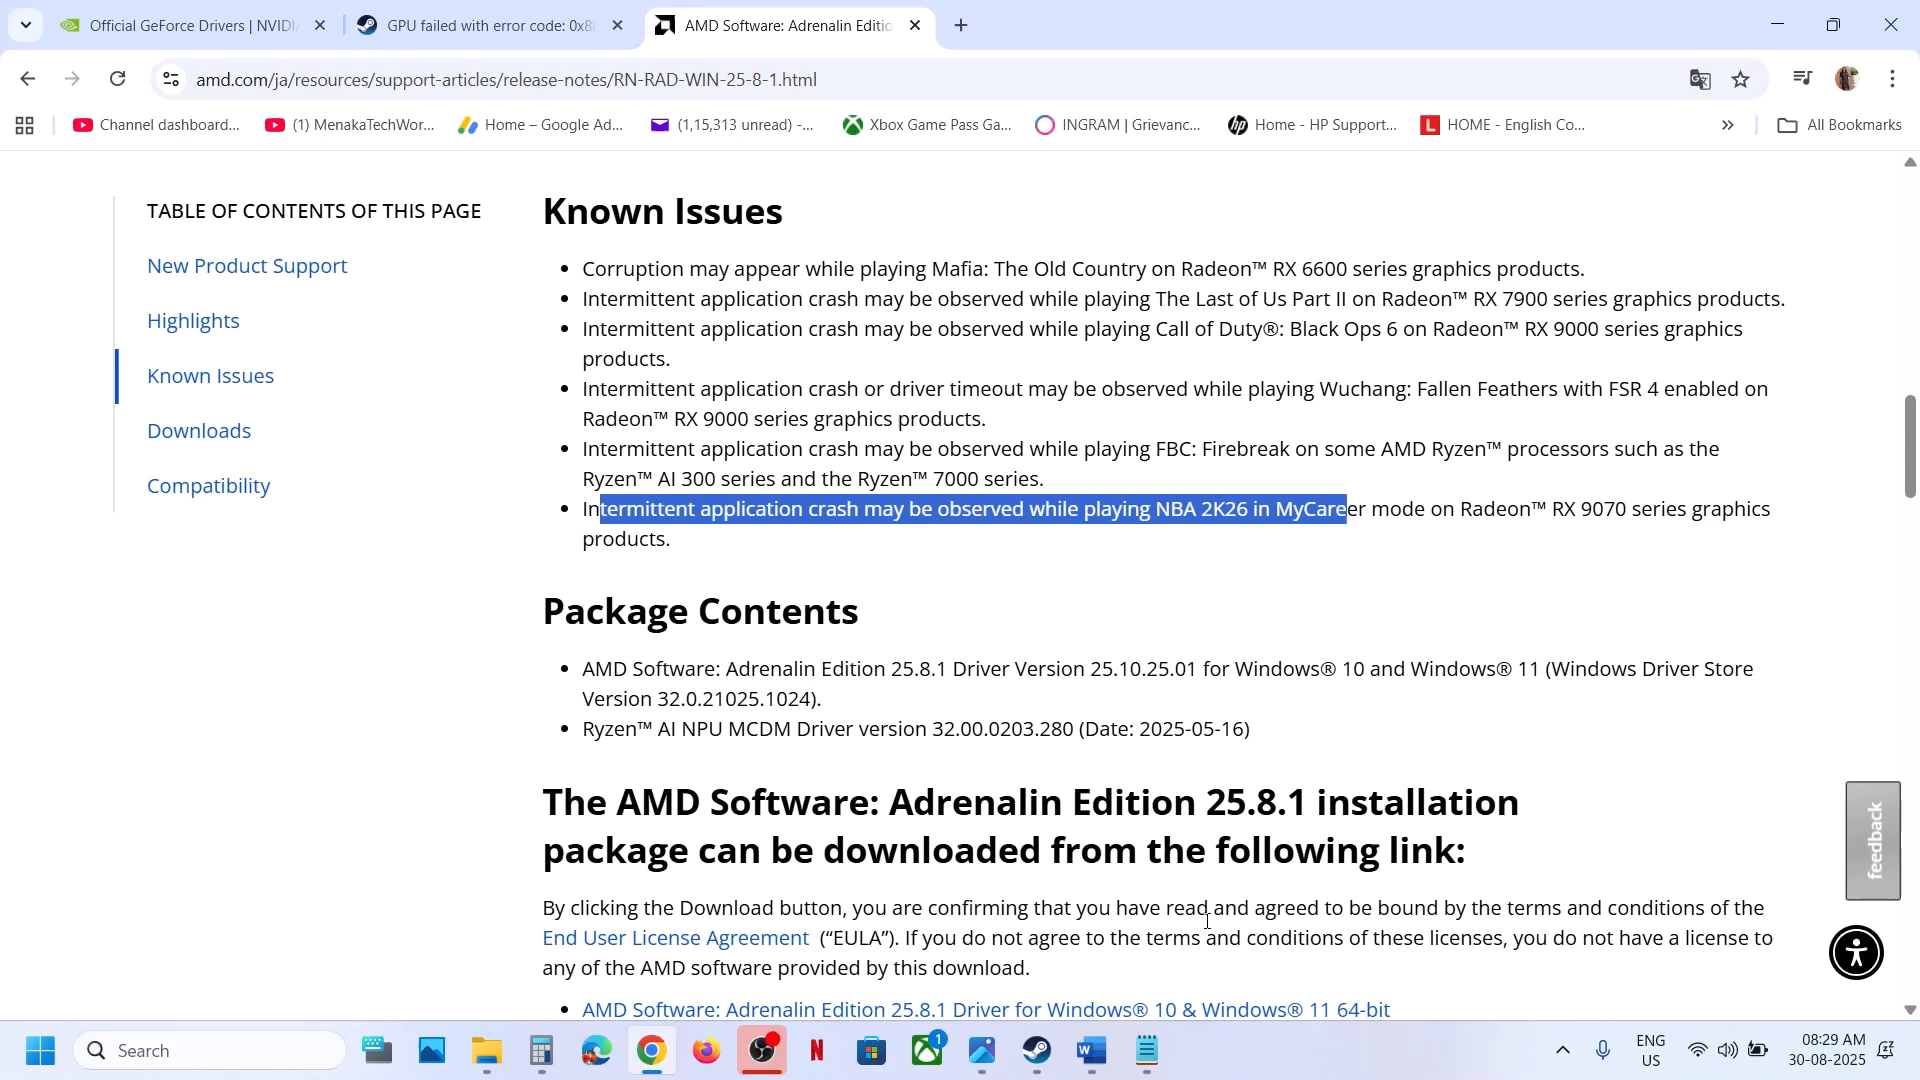 Official GeForce Drivers | NVIDI
GPU failed with error code: 0x8
AMD Software: Adrenalin Editio
amd.com/ja/resources/support-articles/release-notes/RN-RAD-WIN-25-8-1.html
Channel dashboard...
(1) MenakaTechWor...
Home – Google Ad...
(1,15,313 unread) -...
Xbox Game Pass Ga...
INGRAM | Grievanc...
Home - HP Support...
HOME - English Co...
All Bookmarks
TABLE OF CONTENTS OF THIS PAGE
New Product Support
Highlights
Known Issues
Downloads
Compatibility
Known Issues
Corruption may appear while playing Mafia: The Old Country on Radeon™ RX 6600 series graphics products.
Intermittent application crash may be observed while playing The Last of Us Part II on Radeon™ RX 7900 series graphics products.
Intermittent application crash may be observed while playing Call of Duty®: Black Ops 6 on Radeon™ RX 9000 series graphics
products.
Intermittent application crash or driver timeout may be observed while playing Wuchang: Fallen Feathers with FSR 4 enabled on
Radeon™ RX 9000 series graphics products.
Intermittent application crash may be observed while playing FBC: Firebreak on some AMD Ryzen™ processors such as the
Ryzen™ AI 300 series and the Ryzen™ 7000 series.
Intermittent application crash may be observed while playing NBA 2K26 in MyCareer mode on Radeon™ RX 9070 series graphics
products.
Package Contents
AMD Software: Adrenalin Edition 25.8.1 Driver Version 25.10.25.01 for Windows® 10 and Windows® 11 (Windows Driver Store
Version 32.0.21025.1024).
Ryzen™ AI NPU MCDM Driver version 32.00.0203.280 (Date: 2025-05-16)
The AMD Software: Adrenalin Edition 25.8.1 installation
package can be downloaded from the following link:
By clicking the Download button, you are confirming that you have read and agreed to be bound by the terms and conditions of the
End User License Agreement (“EULA”). If you do not agree to the terms and conditions of these licenses, you do not have a license to
any of the AMD software provided by this download.
AMD Software: Adrenalin Edition 25.8.1 Driver for Windows® 10 & Windows® 11 64-bit
feedback
Search
1
ENG
US
08:29 AM
30-08-2025